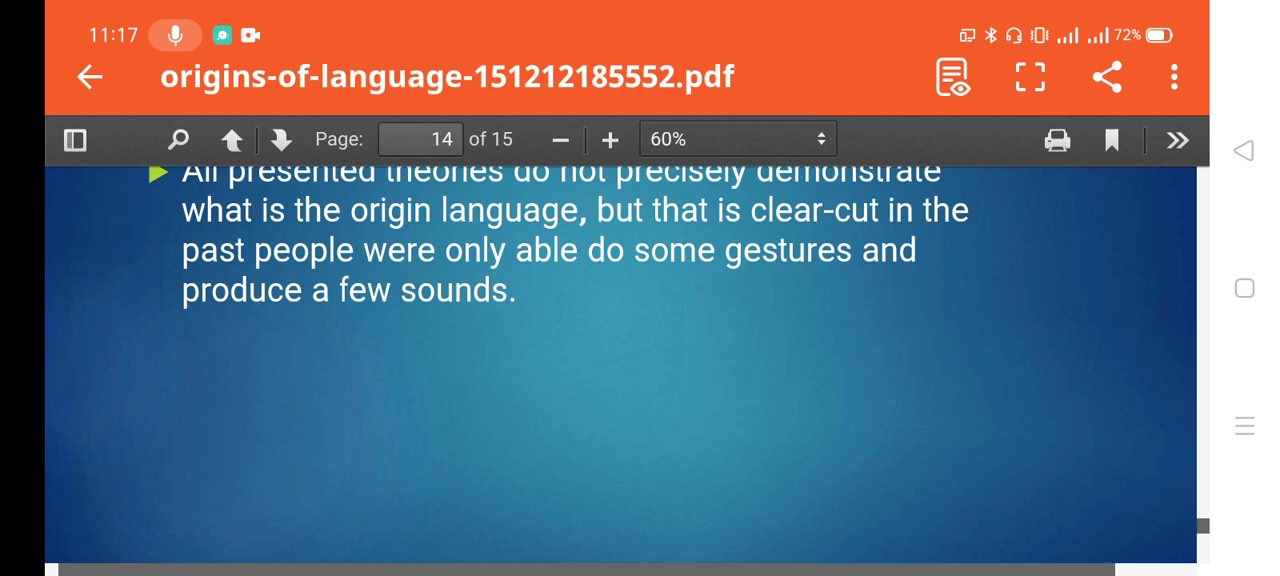 11:17
72%
origins-of-language-151212185552.pdf
Page: 14 of 15
60%
All presented theories do not precisely demonstrate
what is the origin language, but that is clear-cut in the
past people were only able do some gestures and
produce a few sounds.